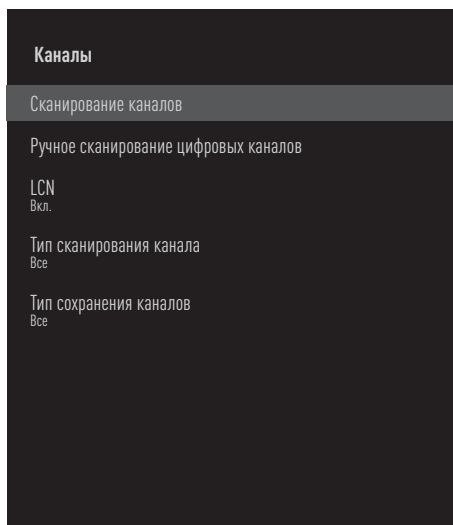 Каналы
Сканирование каналов
Ручное сканирование цифровых каналов
LCN
Вкл.
Тип сканирования канала
Все
Тип сохранения каналов
Все